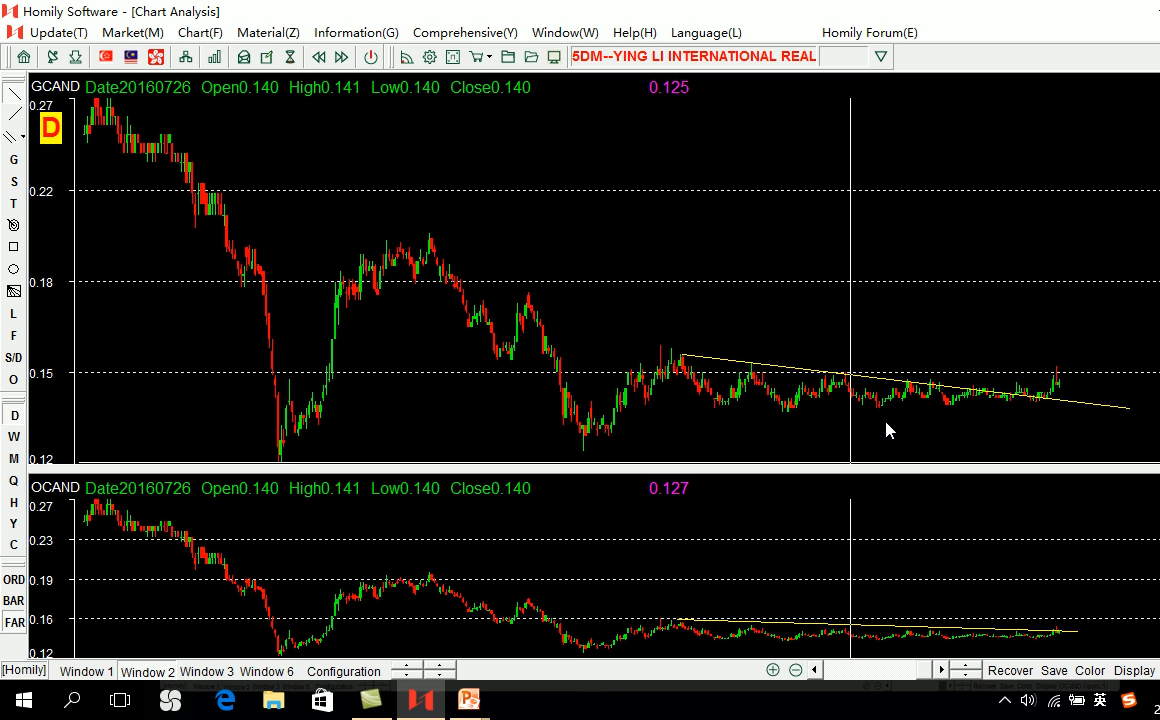 Homily Software - [Chart Analysis]
Update(T) Market(M) Chart(F) Material(Z) Information(G) Comprehensive(Y) Window(W) Help(H) Language(L) Homily Forum(E)
5DM--YING LI INTERNATIONAL REAL
GCAND Date20160726 Open0.140 High0.141 Low0.140 Close0.140 0.125
0.27
D
G
0.22
S
T
0.18
L
F
S/D
0.15
O
D
W
M
0.12
Q
OCAND Date20160726 Open0.140 High0.141 Low0.140 Close0.140 0.127
H
0.27
Y
0.23
C
ORD
0.19
BAR
FAR
0.16
0.12
[Homily] Window 1 Window 2 Window 3 Window 6 Configuration Recover Save Color Display
英
2